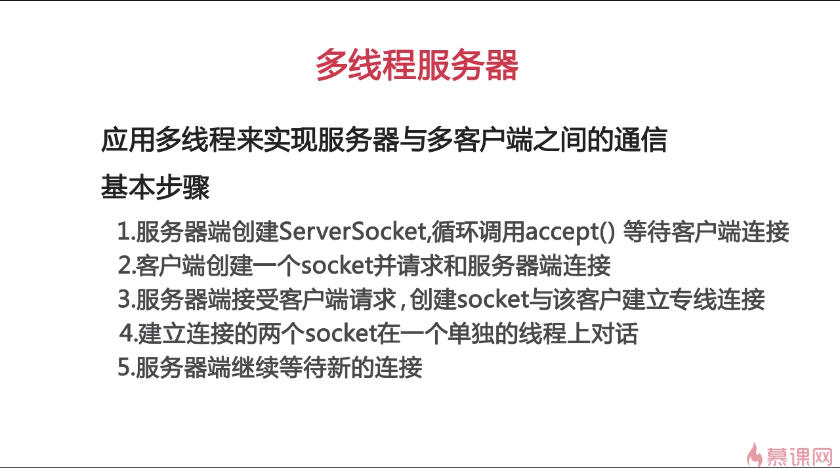 多线程服务器
应用多线程来实现服务器与多客户端之间的通信
基本步骤
1.服务器端创建ServerSocket,循环调用accept() 等待客户端连接
2.客户端创建一个socket并请求和服务器端连接
3.服务器端接受客户端请求,创建socket与该客户建立专线连接
4.建立连接的两个socket在一个单独的线程上对话
5.服务器端继续等待新的连接
慕课网